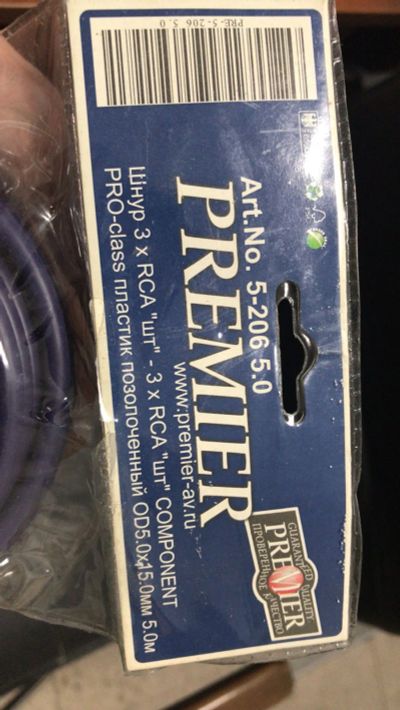 PRE-5-206 5.0
Art.No. 5-206 5.0
PREMIER
www.premier-av.ru
Шнур 3 x RCA "шт" - 3 x RCA "шт" COMPONENT
PRO-class пластик позолоченный OD5.0x15.0мм 5.0м
GUARANTEED QUALITY
PREMIER
ПРОВЕРЕННОЕ КАЧЕСТВО